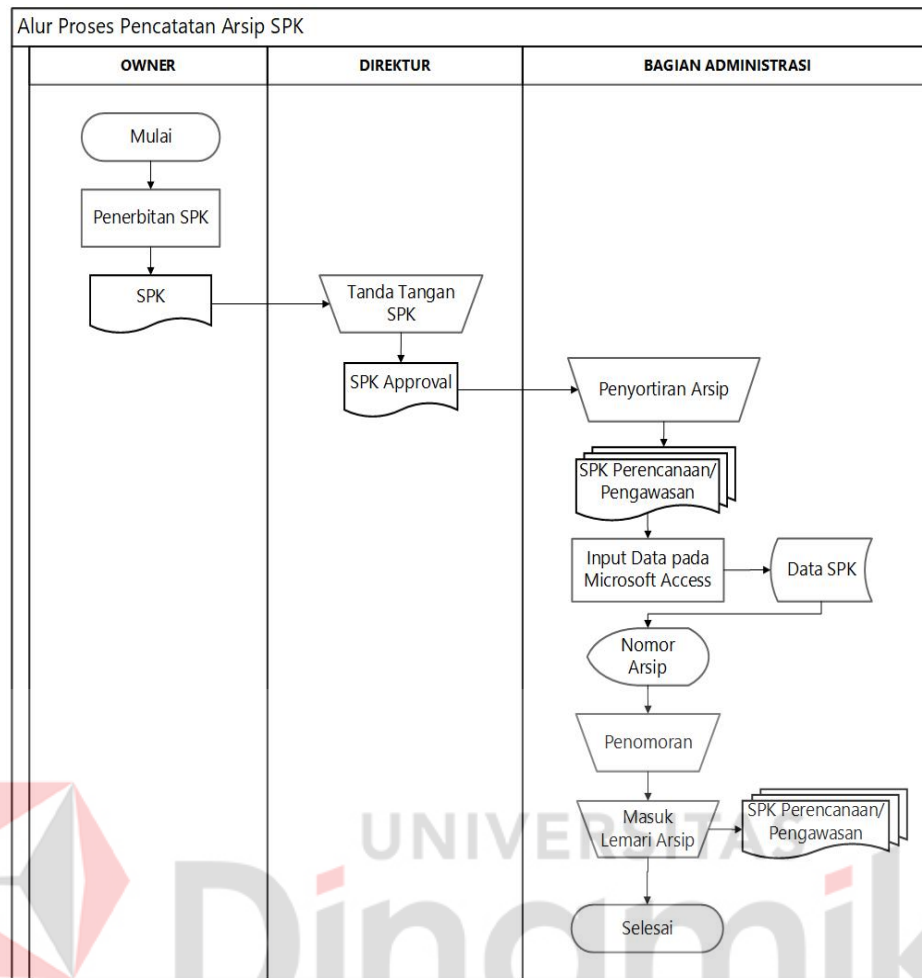 Alur Proses Pencatatan Arsip SPK
OWNER
DIREKTUR
BAGIAN ADMINISTRASI
Mulai
Penerbitan SPK
SPK
Tanda Tangan
SPK
SPK Approval
Penyortiran Arsip
SPK Perencanaan/
Pengawasan
Input Data pada
Microsoft Access
Data SPK
Nomor
Arsip
Penomoran
Masuk
Lemari Arsip
SPK Perencanaan/
Pengawasan
Selesai
UNIVERSITAS
Dinamik